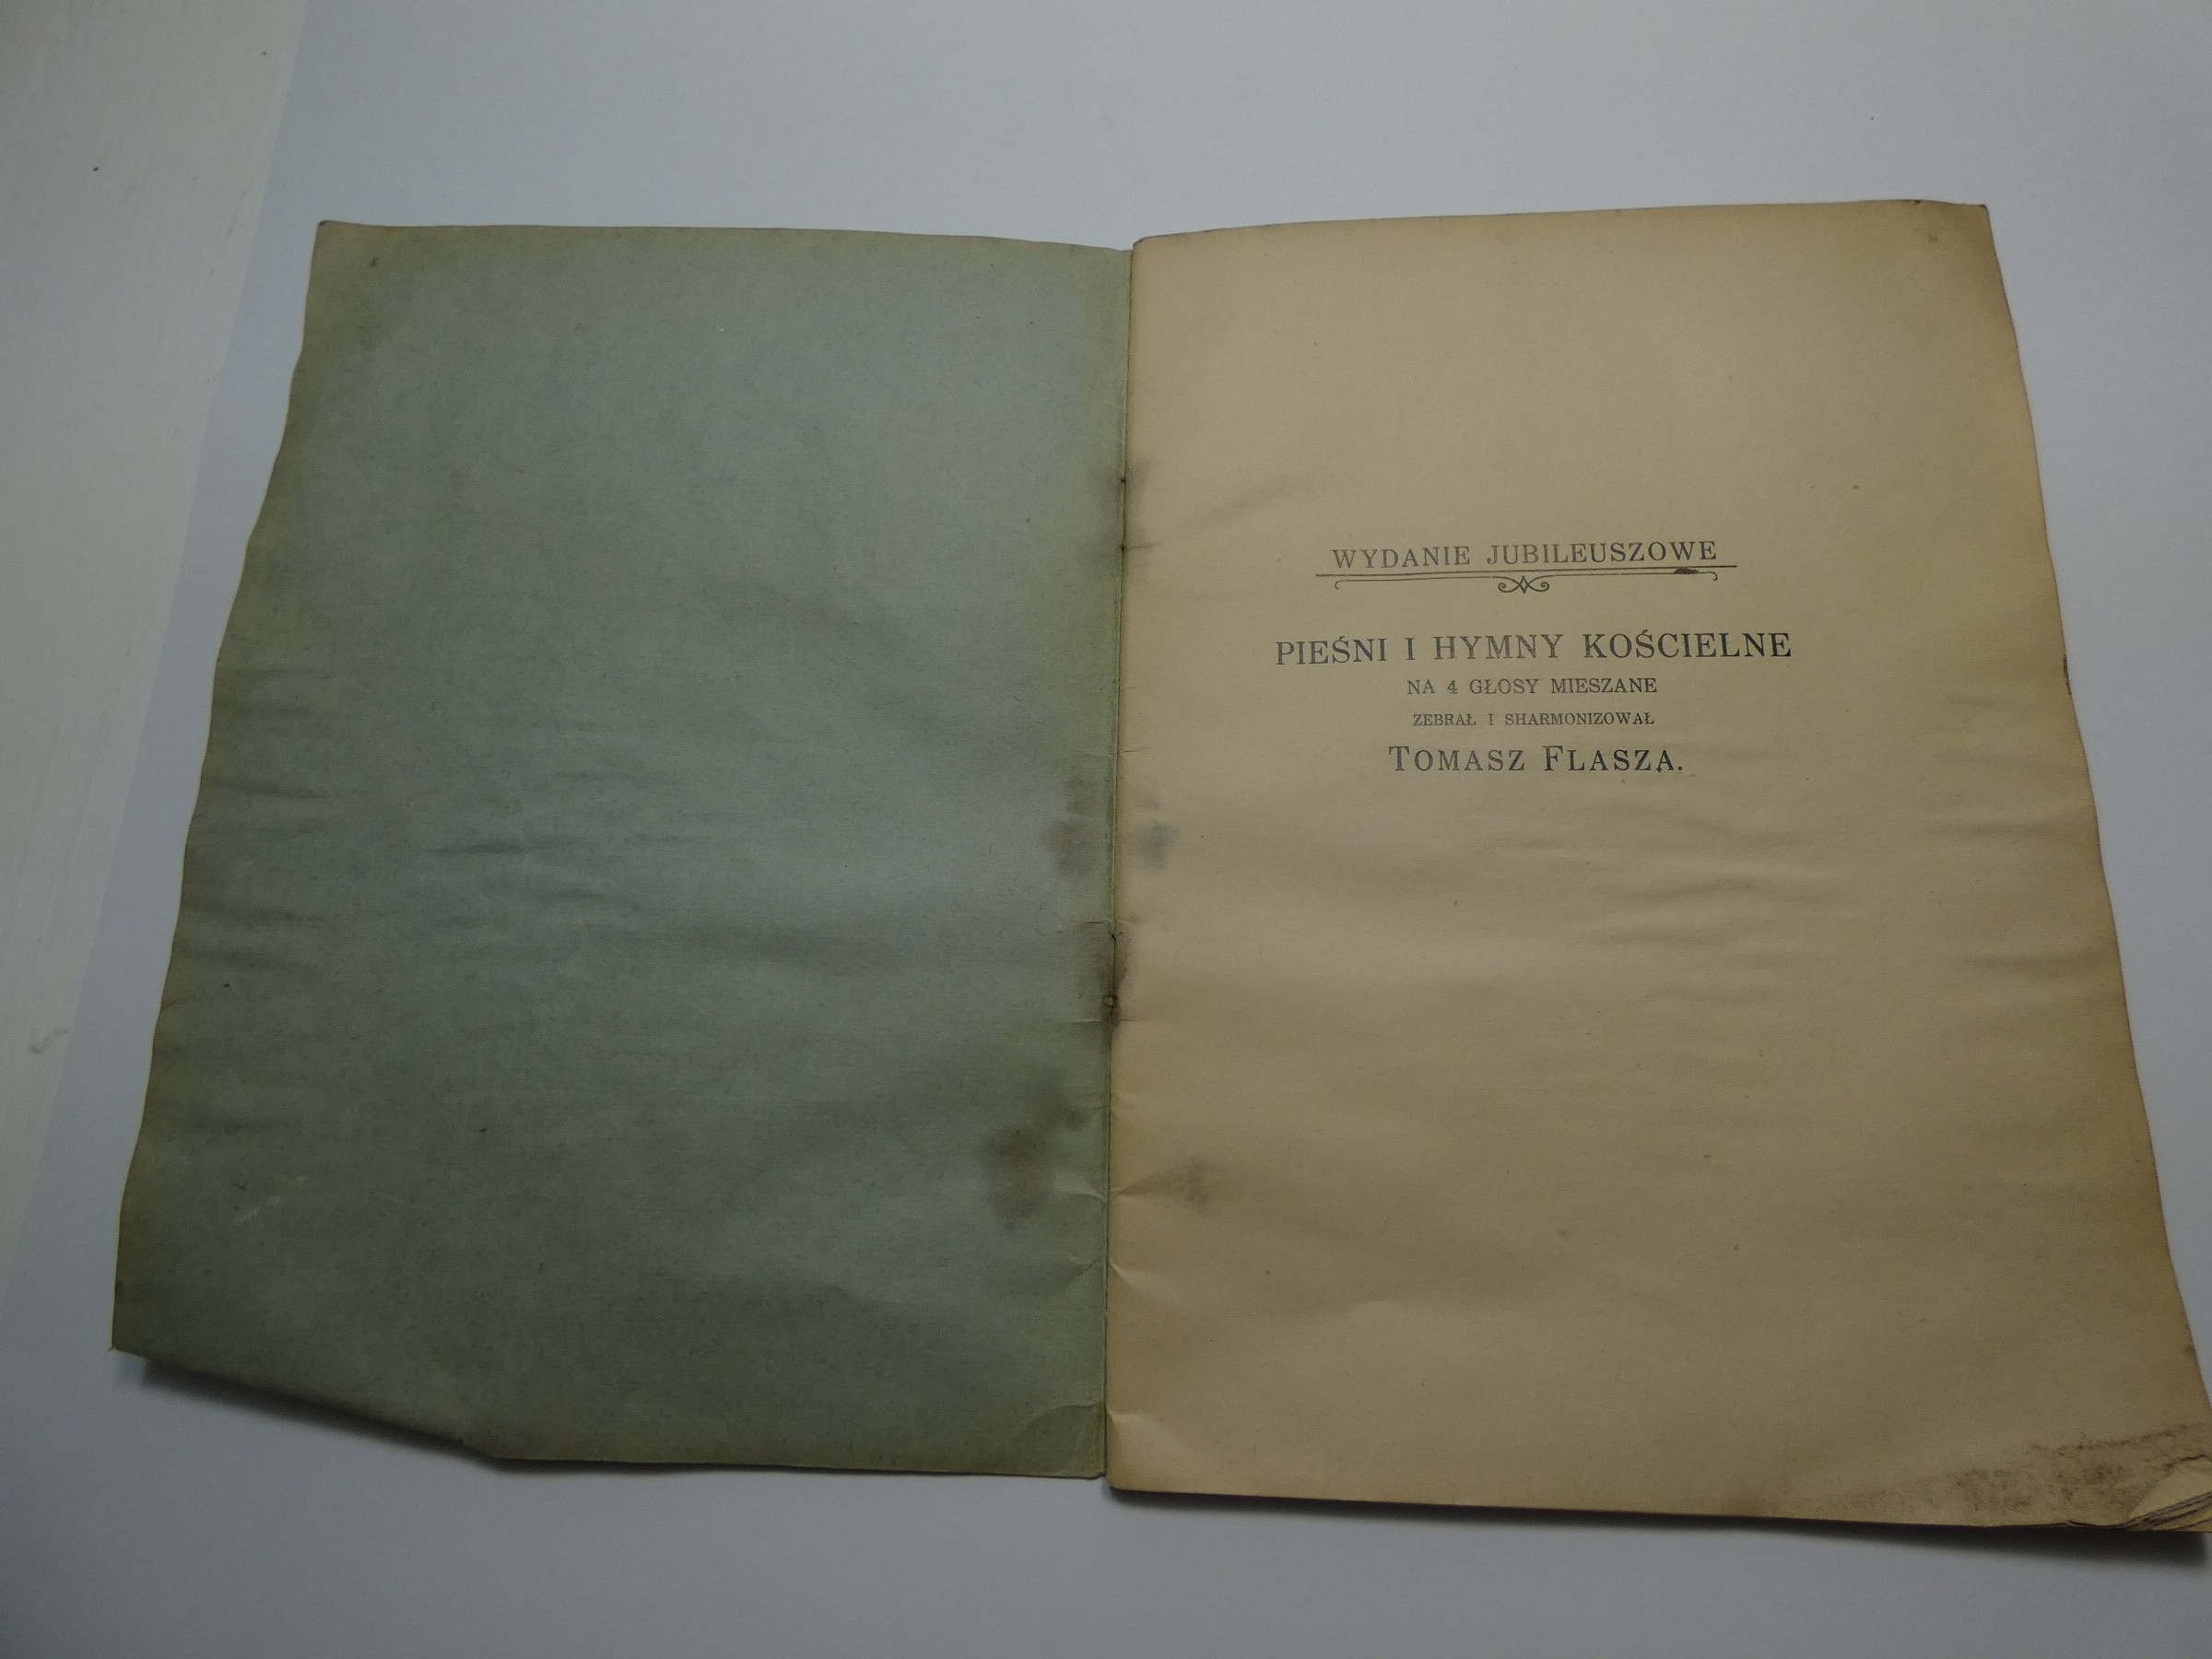 WYDANIE JUBILEUSZOWE
PIEŚNI I HYMNY KOŚCIELNE
NA 4 GŁOSY MIESZANE
ZEBRAŁ I SHARMONIZOWAŁ
TOMASZ FLASZA.